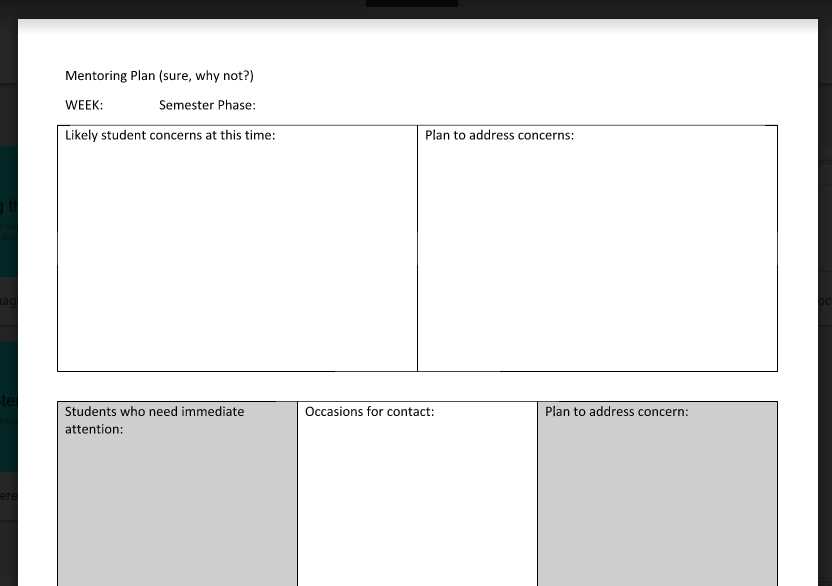 Mentoring Plan (sure, why not?)
WEEK: Semester Phase:
Likely student concerns at this time:
Plan to address concerns:
Students who need immediate
attention:
Occasions for contact:
Plan to address concern: